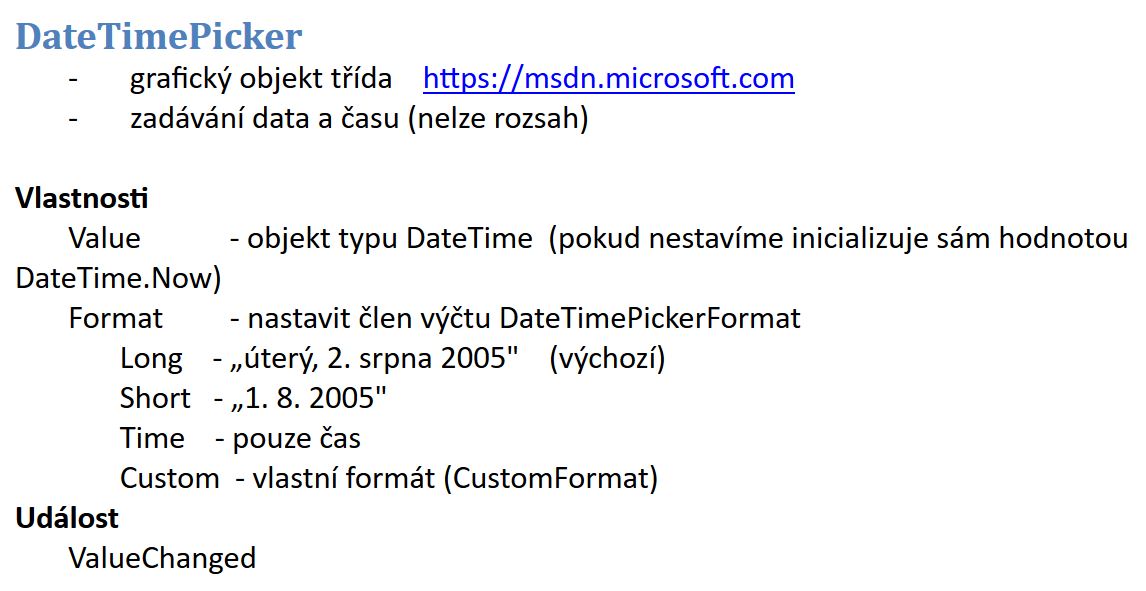 DateTimePicker
- grafický objekt třída https://msdn.microsoft.com
- zadávání data a času (nelze rozsah)
Vlastnosti
Value - objekt typu DateTime (pokud nestavíme inicializuje sám hodnotou
DateTime.Now)
Format - nastavit člen výčtu DateTimePickerFormat
Long - „úterý, 2. srpna 2005" (výchozí)
Short - „1. 8. 2005"
Time - pouze čas
Custom - vlastní formát (CustomFormat)
Událost
ValueChanged